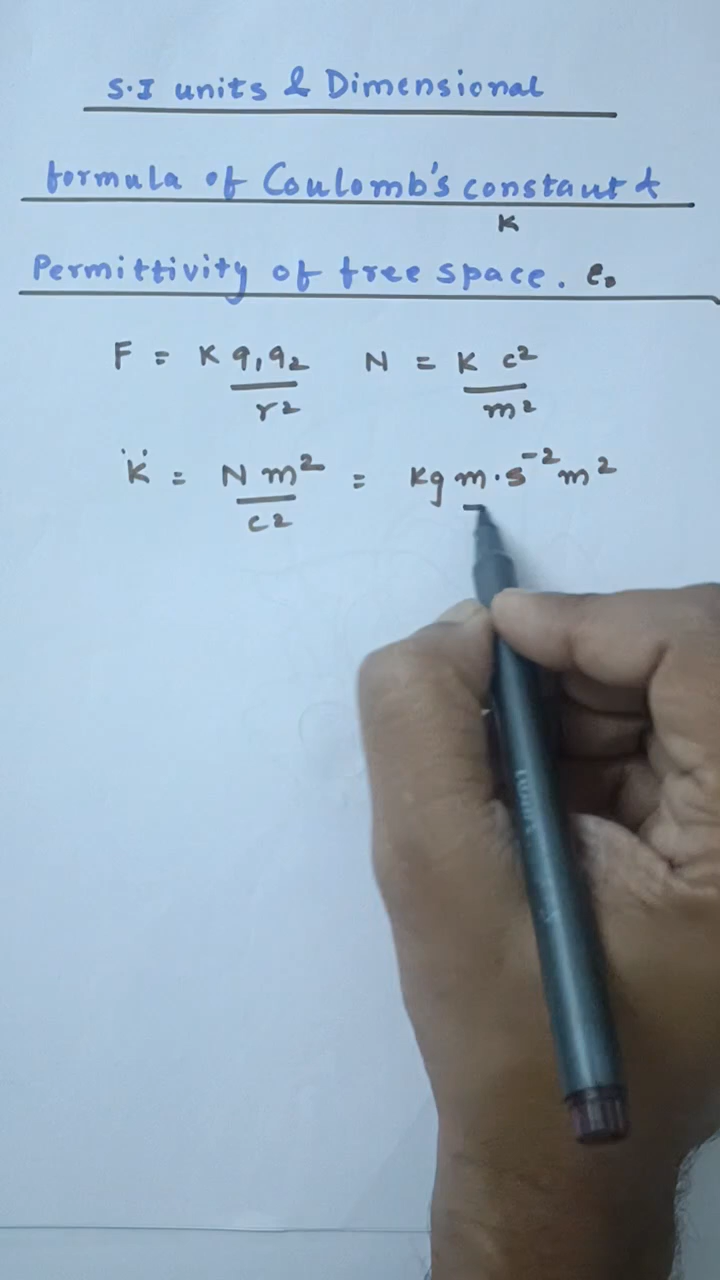 S.I units & Dimensional
formula of Coulomb's constant &
K
Permittivity of free space. ε₀
F = K q₁q₂ / r² N = K c² / m²
K = N m² / c² = Kg m·s⁻² m²